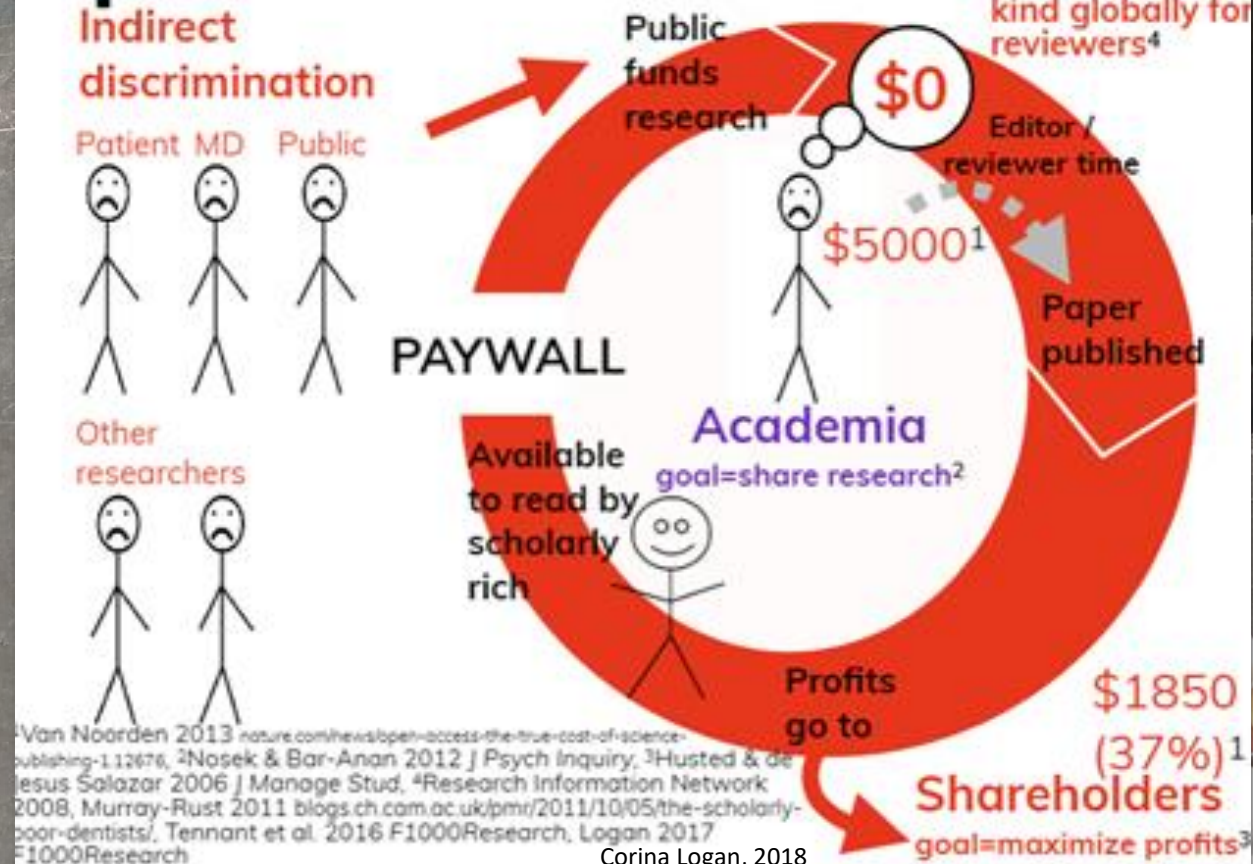 Indirect
discrimination
Patient MD Public
Other
researchers
Public
funds
research
$0
kind globally for
reviewers⁴
Editor /
reviewer time
$5000¹
Paper
published
PAYWALL
Academia
goal=share research²
Available
to read by
scholarly
rich
Profits
go to
$1850
(37%)¹
Shareholders
goal=maximize profits³
¹Van Noorden 2013 nature.com/news/open-access-the-true-cost-of-science-
publishing-1.12676, ²Nosek & Bar-Anan 2012 J Psych Inquiry, ³Husted & de
Jesus Salazar 2006 J Manage Stud, ⁴Research Information Network
2008, Murray-Rust 2011 blogs.ch.cam.ac.uk/pmr/2011/10/05/the-scholarly-
poor-dentists/, Tennant et al. 2016 F1000Research, Logan 2017
F1000Research
Corina Logan, 2018